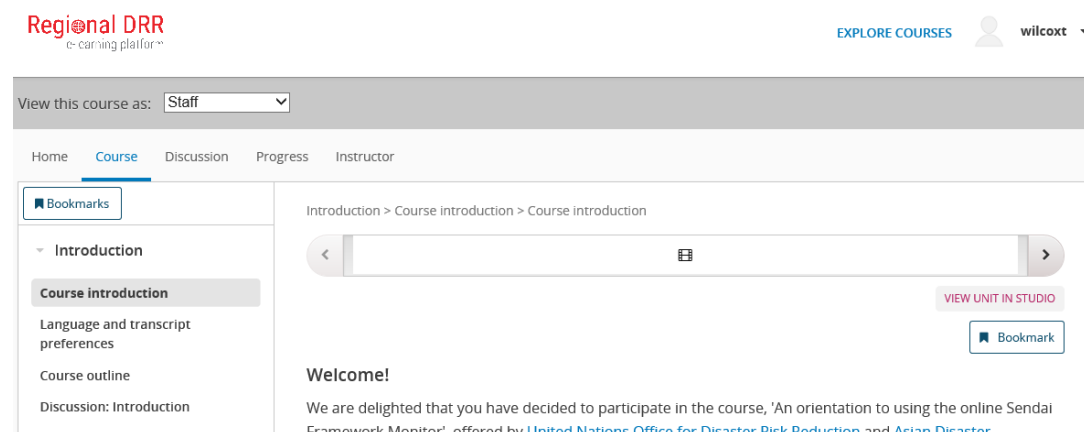 Regional DRR
EXPLORE COURSES
wilcoxt
View this course as: Staff
Home Course Discussion Progress Instructor
Bookmarks
Introduction > Course introduction > Course introduction
Introduction
Course introduction
VIEW UNIT IN STUDIO
Language and transcript
preferences
Bookmark
Course outline
Welcome!
Discussion: Introduction
We are delighted that you have decided to participate in the course, 'An orientation to using the online Sendai
Framework Monitor', offered by United Nations Office for Disaster Risk Reduction and Asian Disaster